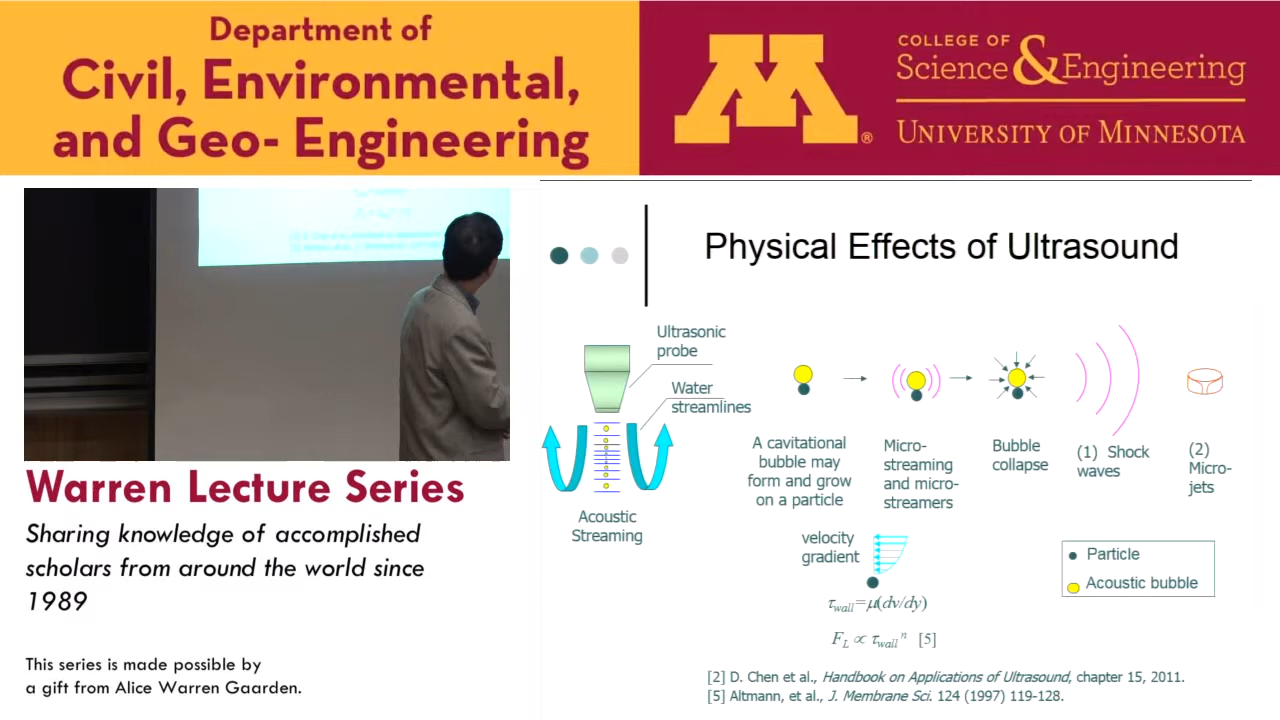 Department of
Civil, Environmental,
and Geo- Engineering
M®
COLLEGE OF
Science & Engineering
UNIVERSITY OF MINNESOTA
Warren Lecture Series
Sharing knowledge of accomplished
scholars from around the world since
1989
This series is made possible by
a gift from Alice Warren Gaarden.
Physical Effects of Ultrasound
Ultrasonic
probe
Water
streamlines
Acoustic
Streaming
A cavitational
bubble may
form and grow
on a particle
Micro-
streaming
and micro-
streamers
Bubble
collapse
(1) Shock
waves
(2)
Micro-
jets
velocity
gradient
τwall=μ(dv/dy)
FL ∝ τwall^n [5]
Particle
Acoustic bubble
[2] D. Chen et al., Handbook on Applications of Ultrasound, chapter 15, 2011.
[5] Altmann, et al., J. Membrane Sci. 124 (1997) 119-128.